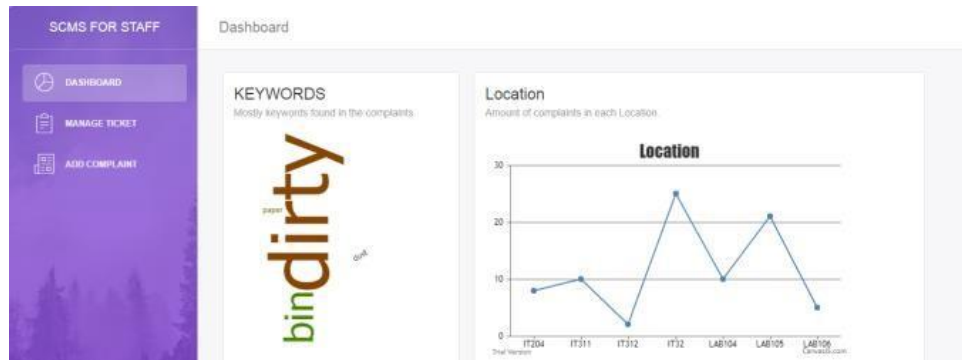 SCMS FOR STAFF
Dashboard
DASHBOARD
MANAGE TICKET
ADD COMPLAINT
KEYWORDS
Mostly keywords found in the complaints.
dirty
bin
paper
dust
Location
Amount of complaints in each Location
Location
30
20
10
0
IT204 IT311 IT312 IT32 LAB104 LAB105 LAB106
Trial Version
CanvasJS.com